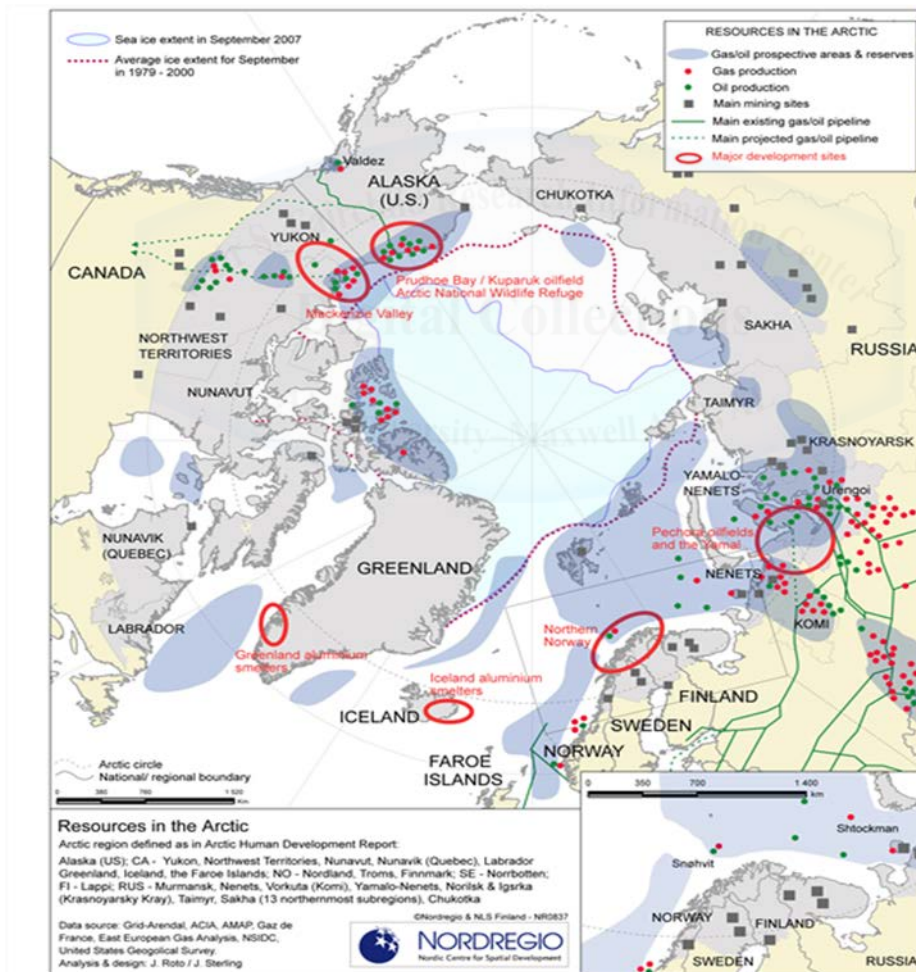 Sea ice extent in September 2007
Average ice extent for September
in 1979 - 2000
RESOURCES IN THE ARCTIC
Gas/oil prospective areas & reserves
Gas production
Oil production
Main mining sites
Main existing gas/oil pipeline
Main projected gas/oil pipeline
Major development sites
Valdez
ALASKA
(U.S.)
CHUKOTKA
YUKON
CANADA
Prudhoe Bay / Kuparuk oilfield
Arctic National Wildlife Refuge
Mackenzie Valley
Digital Collections
NORTHWEST
TERRITORIES
SAKHA
RUSSIA
NUNAVUT
TAIMYR
Maxwell
KRASNOYARSK
YAMALO-
NENETS
Urengoi
NUNAVIK
(QUEBEC)
Pechora oilfields
and the Yamal
GREENLAND
NENETS
LABRADOR
KOMI
Northern
Norway
Greenland aluminium
smelters
Iceland aluminium
smelters
FINLAND
ICELAND
SWEDEN
FAROE
ISLANDS
NORWAY
Arctic circle
National/ regional boundary
0 380 760 1 520
Km
0 350 700 1 400
km
Shtockman
Snøhvit
NORWAY
FINLAND
SWEDEN
RUSSIA
Resources in the Arctic
Arctic region defined as in Arctic Human Development Report:
Alaska (US); CA - Yukon, Northwest Territories, Nunavut, Nunavik (Quebec), Labrador
Greenland, Iceland, the Faroe Islands; NO - Nordland, Troms, Finnmark; SE - Norrbotten;
FI - Lappi; RUS - Murmansk, Nenets, Vorkuta (Komi), Yamalo-Nenets, Norilsk & Igsrka
(Krasnoyarsky Kray), Taimyr, Sakha (13 northernmost subregions), Chukotka
©Nordregio & NLS Finland - NR0837
Data source: Grid-Arendal, ACIA, AMAP, Gaz de
France, East European Gas Analysis, NSIDC,
United States Geogolical Survey.
Analysis & design: J. Roto / J. Sterling
NORDREGIO
Nordic Centre for Spatial Development